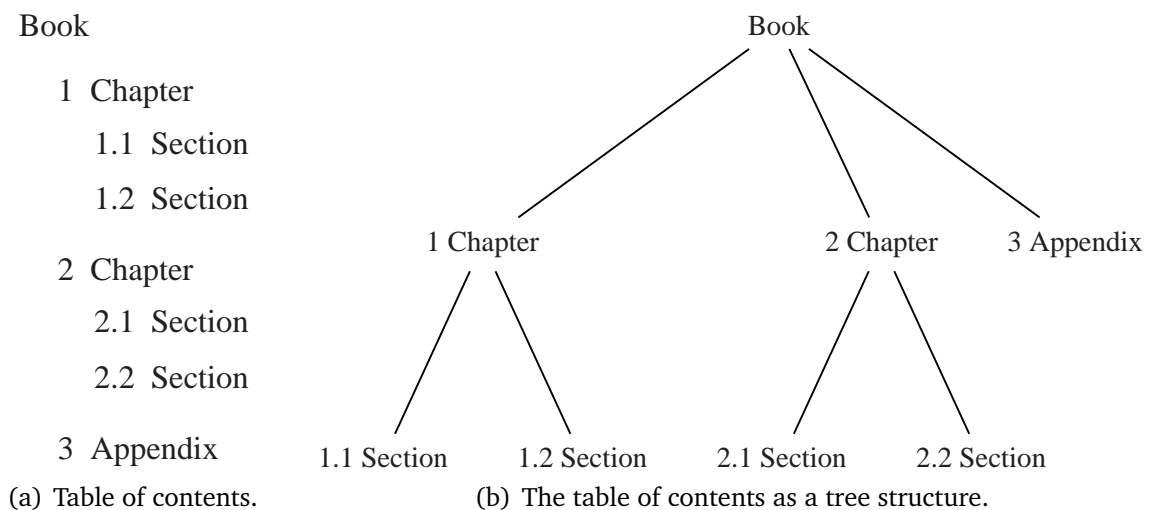 Book
1 Chapter
1.1 Section
1.2 Section
2 Chapter
2.1 Section
2.2 Section
3 Appendix
(a) Table of contents.
Book
1 Chapter
2 Chapter
3 Appendix
1.1 Section
1.2 Section
2.1 Section
2.2 Section
(b) The table of contents as a tree structure.